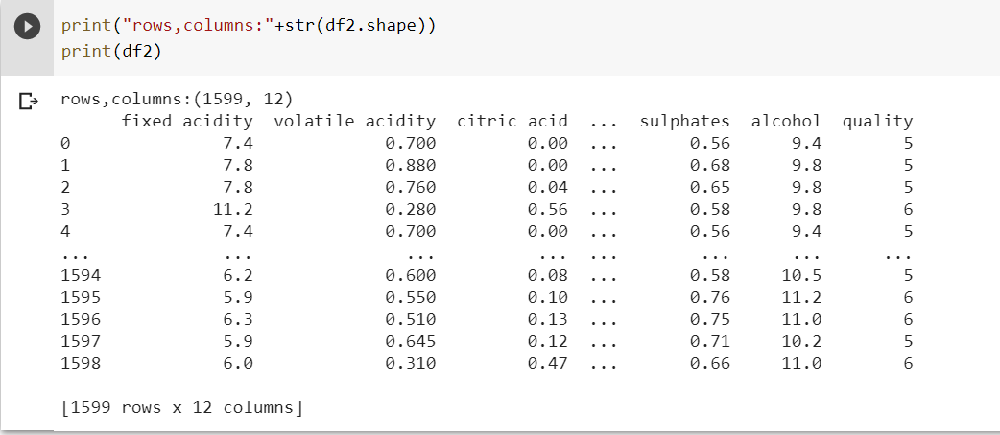 print("rows,columns:"+str(df2.shape))
print(df2)
rows,columns:(1599, 12)
      fixed acidity  volatile acidity  citric acid  ...  sulphates  alcohol  quality
0               7.4             0.700         0.00  ...       0.56      9.4        5
1               7.8             0.880         0.00  ...       0.68      9.8        5
2               7.8             0.760         0.04  ...       0.65      9.8        5
3              11.2             0.280         0.56  ...       0.58      9.8        6
4               7.4             0.700         0.00  ...       0.56      9.4        5
...             ...               ...          ...  ...        ...      ...      ...
1594            6.2             0.600         0.08  ...       0.58     10.5        5
1595            5.9             0.550         0.10  ...       0.76     11.2        6
1596            6.3             0.510         0.13  ...       0.75     11.0        6
1597            5.9             0.645         0.12  ...       0.71     10.2        5
1598            6.0             0.310         0.47  ...       0.66     11.0        6
[1599 rows x 12 columns]